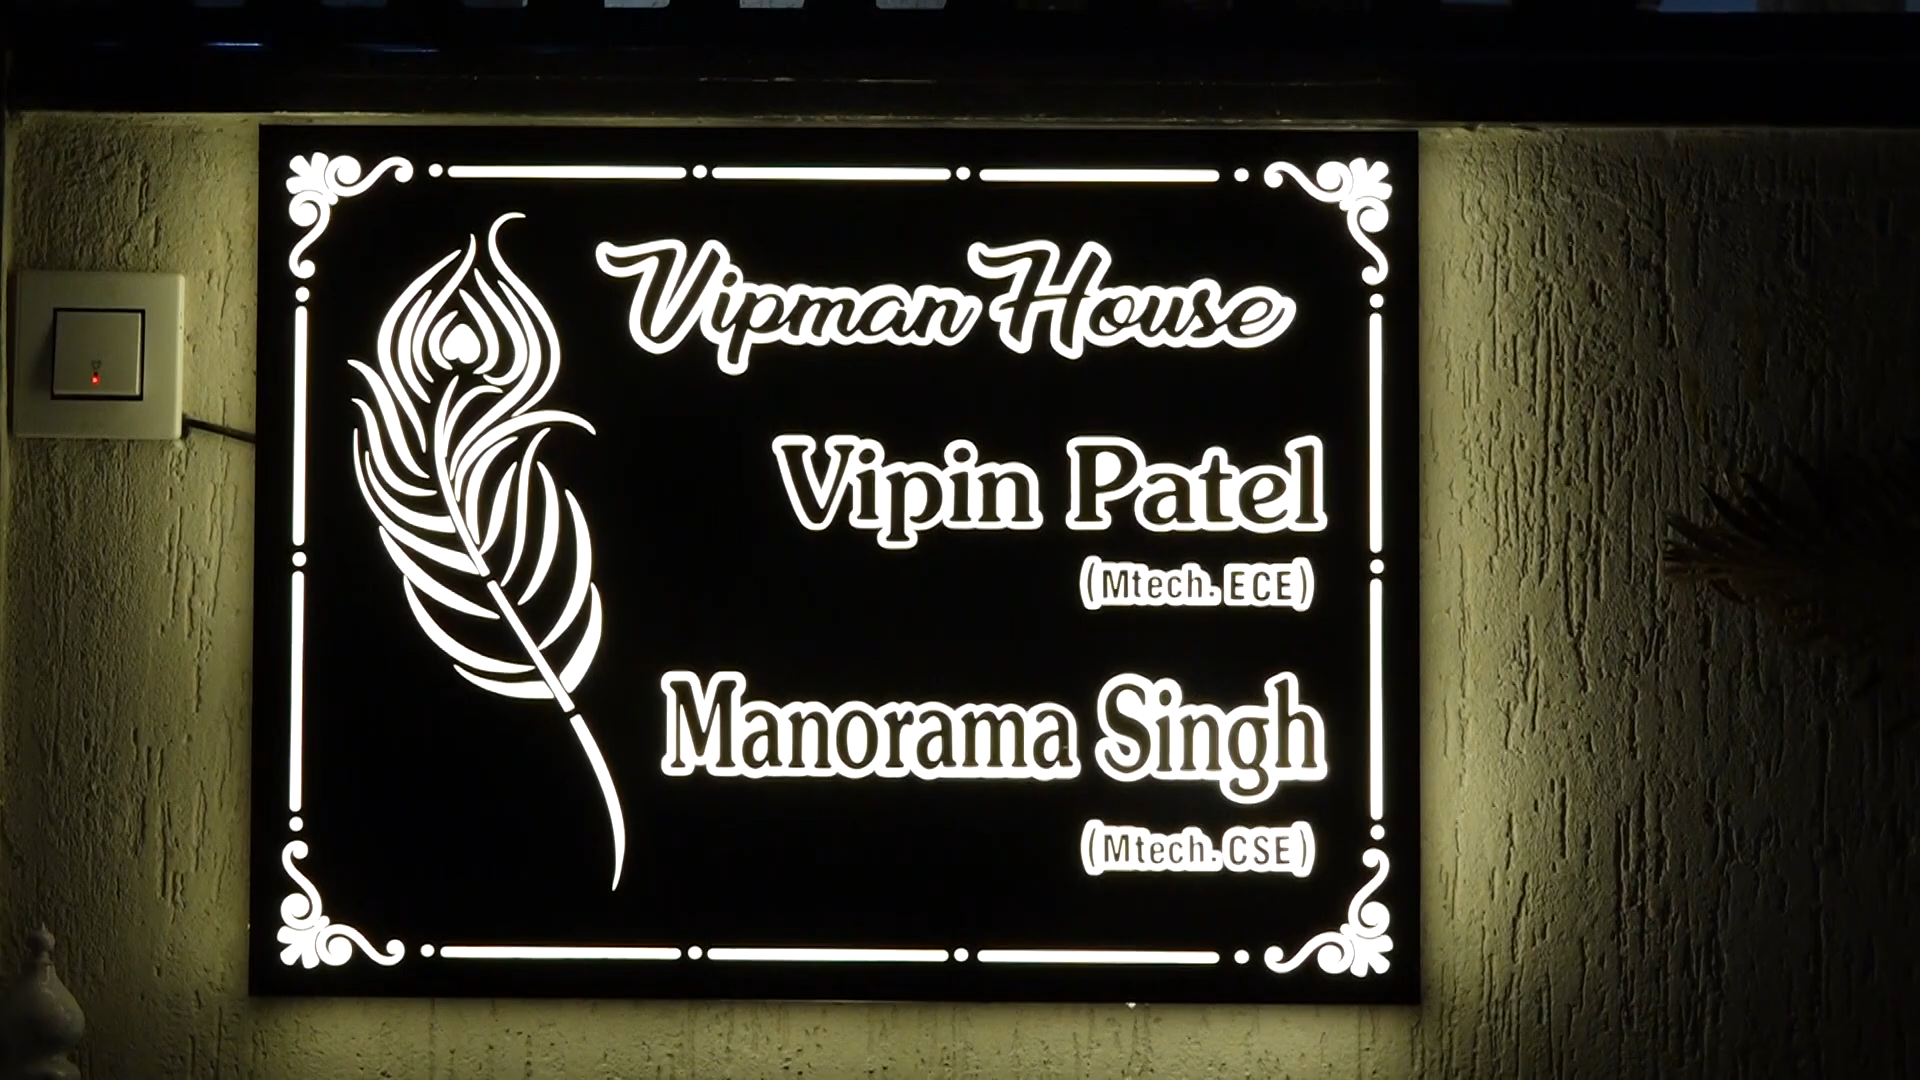 Vipman House
Vipin Patel
(Mtech. ECE)
Manorama Singh
(Mtech. CSE)